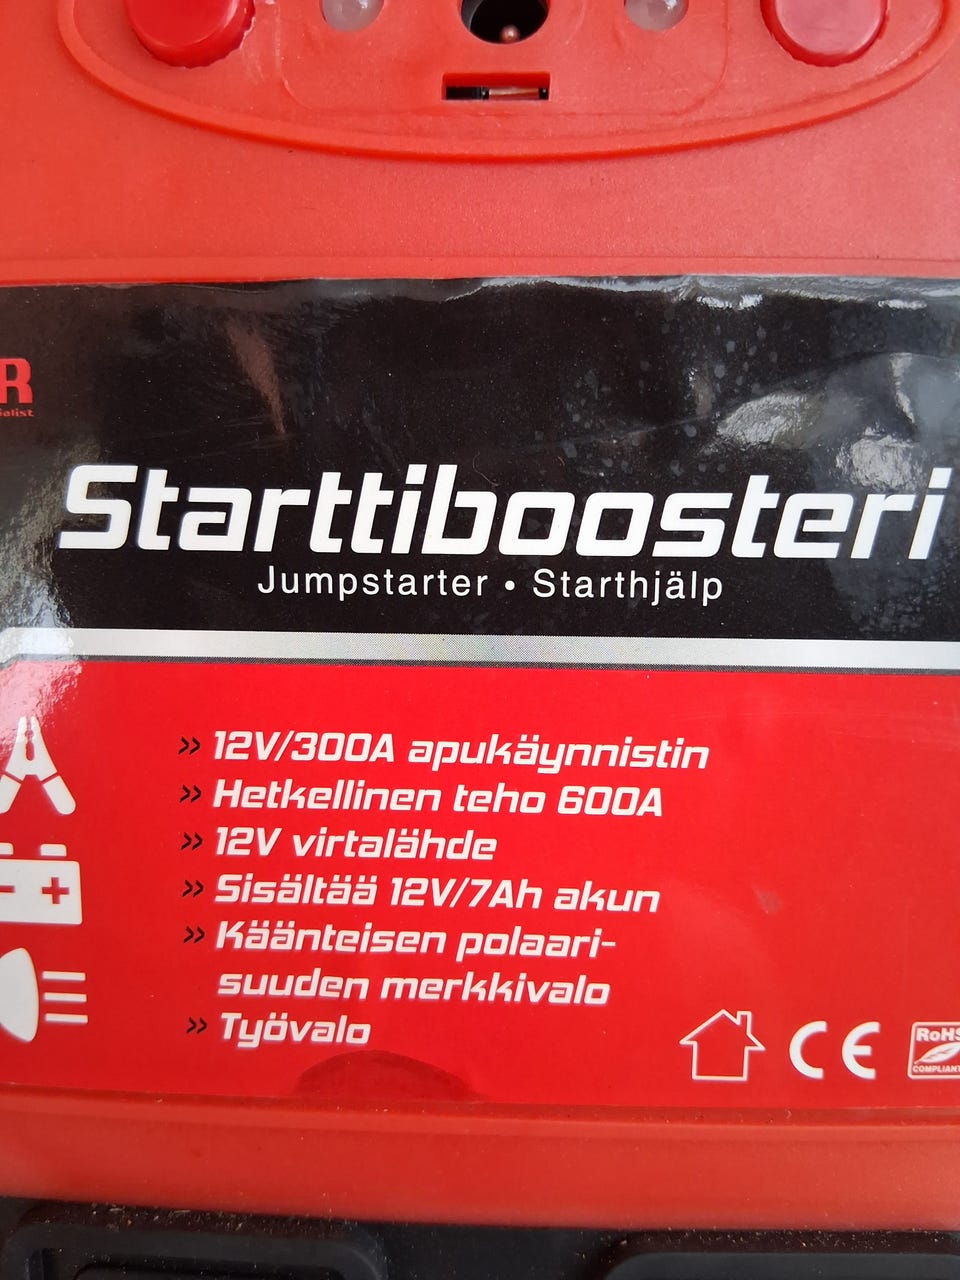 R
Starttiboosteri
Jumpstarter • Starthjälp
» 12V/300A apukäynnistin
» Hetkellinen teho 600A
» 12V virtalähde
» Sisältää 12V/7Ah akun
» Käänteisen polaari-
suuden merkkivalo
» Työvalo
CE
RoHS
COMPLIANT